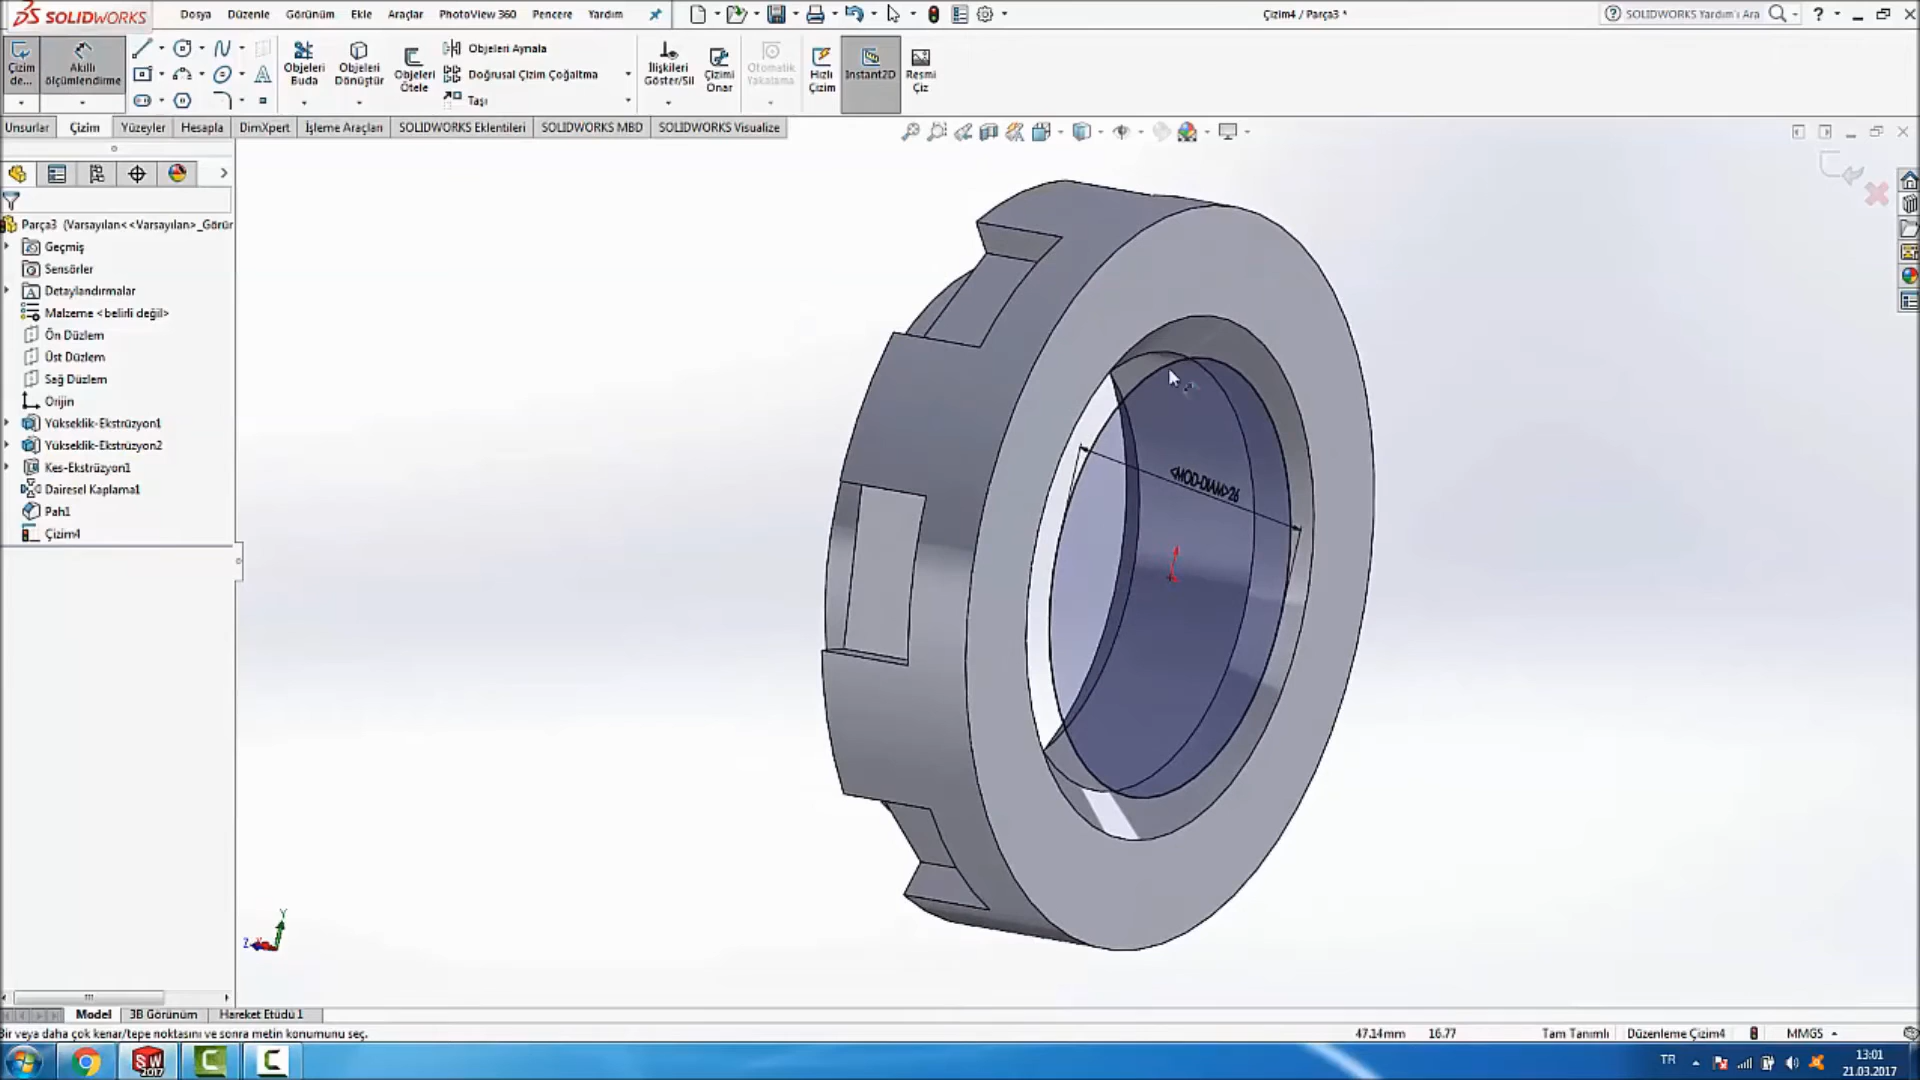 SOLIDWORKS
Dosya Düzenle Görünüm Ekle Araçlar PhotoView 360 Pencere Yardım
Çizim4 / Parça3 *
SOLIDWORKS Yardım'ı Ara
Çizim de...
Akıllı ölçümlendirme
Objeleri Buda
Objeleri Dönüştür
Objeleri Ötele
Objeleri Aynala
Doğrusal Çizim Çoğaltma
Taşı
İlişkileri Göster/Sil
Çizimi Onar
Otomatik Yakalama
Hızlı Çizim
Instant2D
Resmi Çiz
Unsurlar Çizim Yüzeyler Hesapla DimXpert İşleme Araçları SOLIDWORKS Eklentileri SOLIDWORKS MBD SOLIDWORKS Visualize
Parça3 (Varsayılan<<Varsayılan>_Görür
Geçmiş
Sensörler
Detaylandırmalar
Malzeme <belirli değil>
Ön Düzlem
Üst Düzlem
Sağ Düzlem
Orijin
Yükseklik-Ekstrüzyon1
Yükseklik-Ekstrüzyon2
Kes-Ekstrüzyon1
Dairesel Kaplama1
Pah1
Çizim4
<MOD-DIAM>26
Y
Z
Model 3B Görünüm Hareket Etüdü 1
Bir veya daha çok kenar/tepe noktasını ve sonra metin konumunu seç.
47.14mm 16.77 Tam Tanımlı Düzenleme Çizim4 MMGS
SW 2017
TR
13:01
21.03.2017